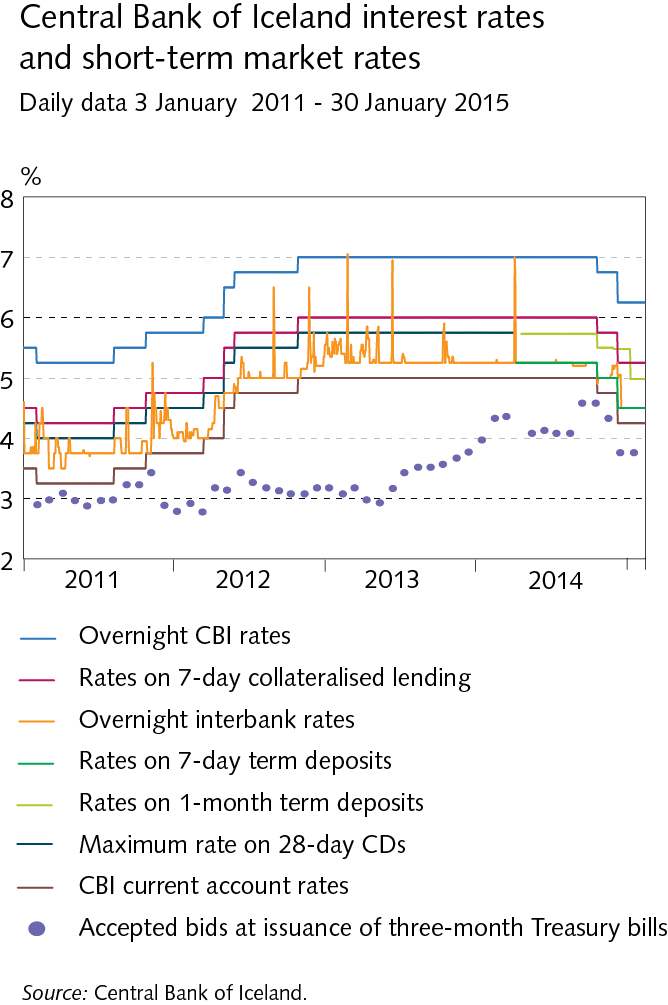 Central Bank of Iceland interest rates
and short-term market rates
Daily data 3 January 2011 - 30 January 2015
%
8
7
6
5
4
3
2
2011 2012 2013 2014
Overnight CBI rates
Rates on 7-day collateralised lending
Overnight interbank rates
Rates on 7-day term deposits
Rates on 1-month term deposits
Maximum rate on 28-day CDs
CBI current account rates
Accepted bids at issuance of three-month Treasury bills
Source: Central Bank of Iceland.